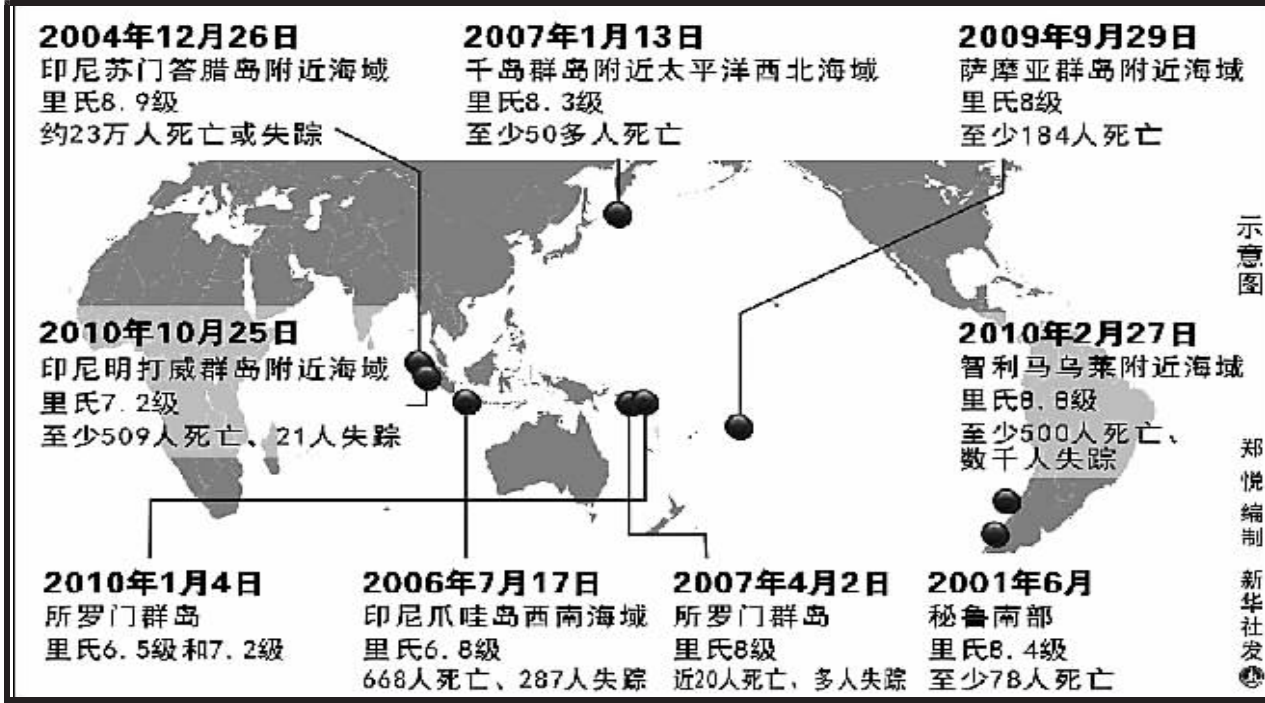 2004年12月26日
印尼苏门答腊岛附近海域
里氏8.9级
约23万人死亡或失踪
2007年1月13日
千岛群岛附近太平洋西北海域
里氏8.3级
至少50多人死亡
2009年9月29日
萨摩亚群岛附近海域
里氏8级
至少184人死亡
示意图
2010年10月25日
印尼明打威群岛附近海域
里氏7.2级
至少509人死亡、21人失踪
2010年2月27日
智利马乌莱附近海域
里氏8.8级
至少500人死亡、
数千人失踪
2010年1月4日
所罗门群岛
里氏6.5级和7.2级
2006年7月17日
印尼爪哇岛西南海域
里氏6.8级
668人死亡、287人失踪
2007年4月2日
所罗门群岛
里氏8级
近20人死亡、多人失踪
2001年6月
秘鲁南部
里氏8.4级
至少78人死亡
郑悦编制
新华社发